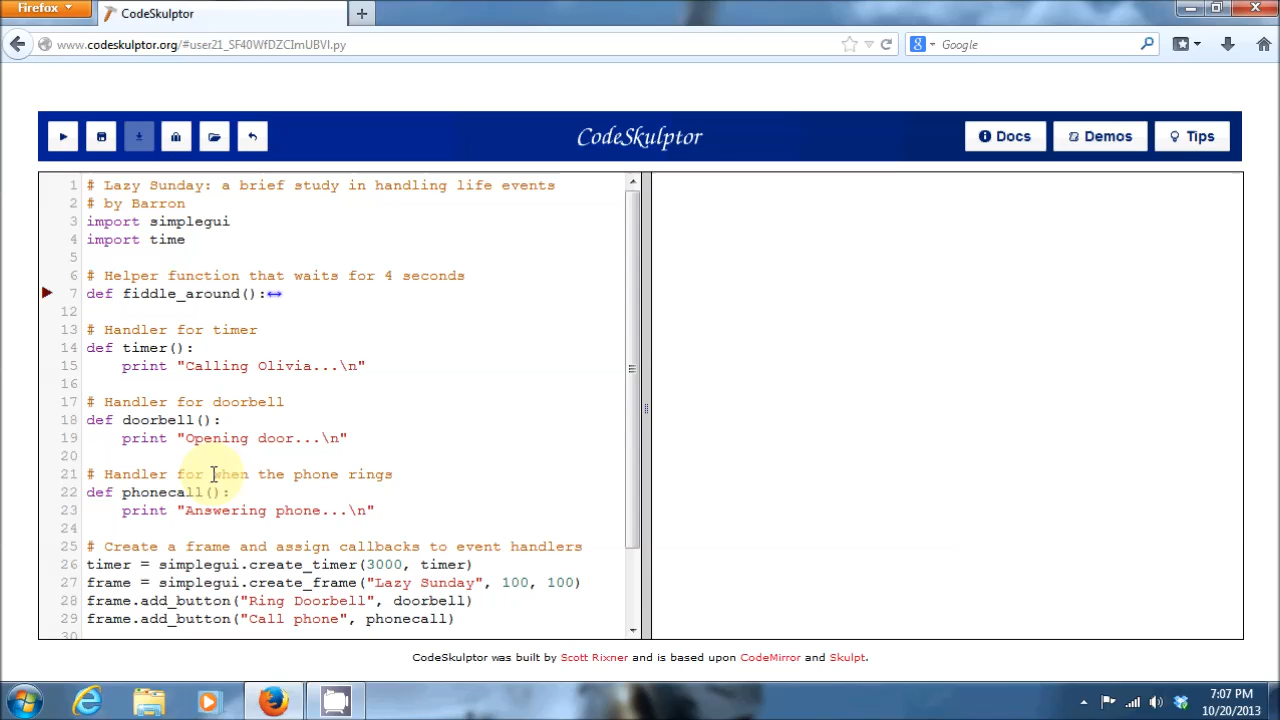 Firefox
CodeSkulptor
www.codeskulptor.org/#user21_SF40WfDZCImUBVl.py
Google
CodeSkulptor
Docs
Demos
Tips
1 # Lazy Sunday: a brief study in handling life events
2 # by Barron
3 import simplegui
4 import time
5
6 # Helper function that waits for 4 seconds
7 def fiddle_around():
12
13 # Handler for timer
14 def timer():
15 print "Calling Olivia...\n"
16
17 # Handler for doorbell
18 def doorbell():
19 print "Opening door...\n"
20
21 # Handler for when the phone rings
22 def phonecall():
23 print "Answering phone...\n"
24
25 # Create a frame and assign callbacks to event handlers
26 timer = simplegui.create_timer(3000, timer)
27 frame = simplegui.create_frame("Lazy Sunday", 100, 100)
28 frame.add_button("Ring Doorbell", doorbell)
29 frame.add_button("Call phone", phonecall)
30
CodeSkulptor was built by Scott Rixner and is based upon CodeMirror and Skulpt.
7:07 PM
10/20/2013